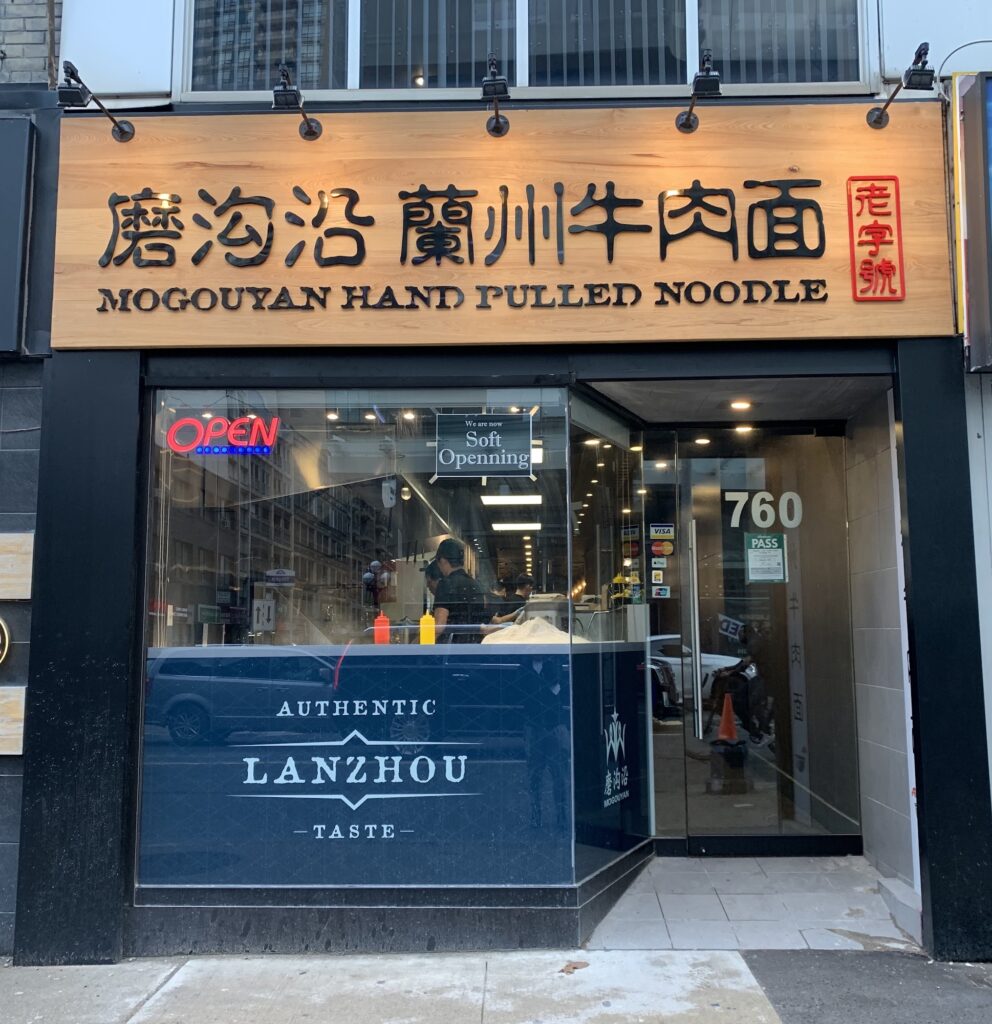 磨沟沿 蘭州牛肉面
老字號
MOGOUYAN HAND PULLED NOODLE
OPEN
We are now
Soft
Openning
760
VISA
PASS
AUTHENTIC
LANZHOU
TASTE
磨沟沿
MOGOUYAN